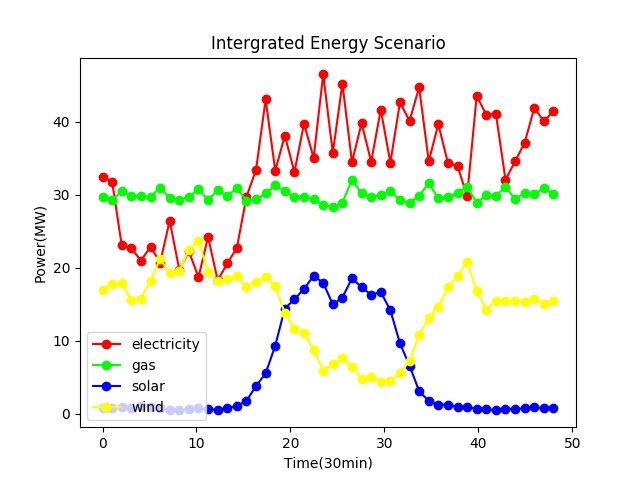 Intergrated Energy Scenario
Power(MW)
40
30
20
10
0
electricity
gas
solar
wind
0 10 20 30 40 50
Time(30min)